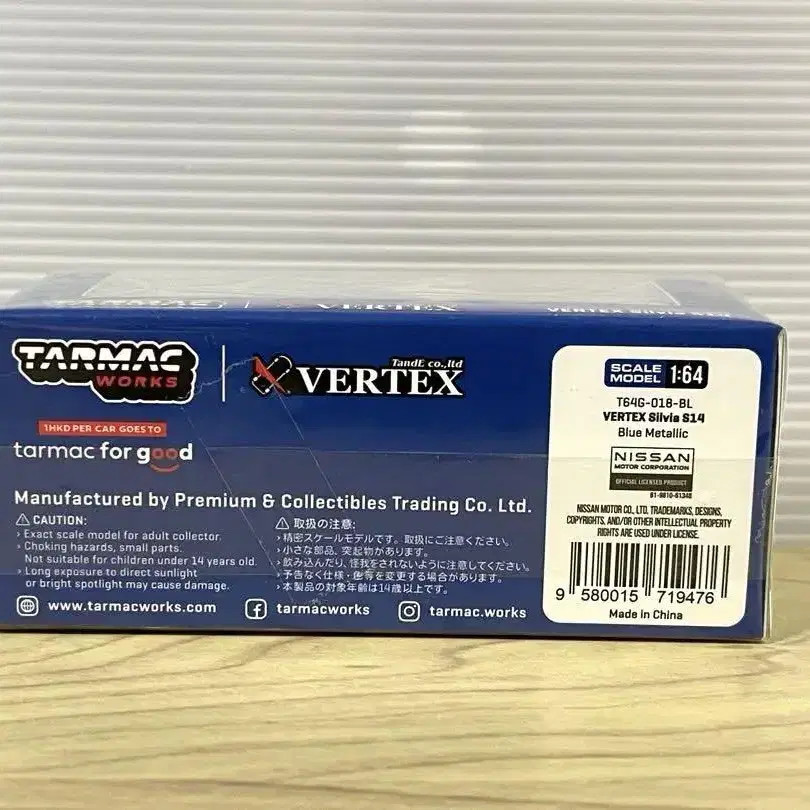 VERTEX
TARMAC
WORKS
TandE co.,ltd
VERTEX
1HKD PER CAR GOES TO
tarmac for good
Manufactured by Premium & Collectibles Trading Co. Ltd.
CAUTION:
› Exact scale model for adult collector.
› Choking hazards, small parts.
Not suitable for children under 14 years old.
› Long exposure to direct sunlight
or bright spotlight may cause damage.
取扱の注意:
›精密スケールモデルです。取扱にご注意ください。
›小さな部品、突起物があります。
›飲み込んだり、怪我をされないように注意してください。
›予告なく仕様・色等を変更する場合があります。
›本製品の対象年齢は14歳以上です。
www.tarmacworks.com
tarmacworks
tarmac.works
SCALE
MODEL 1:64
T64G-018-BL
VERTEX Silvia S14
Blue Metallic
NISSAN
MOTOR CORPORATION
OFFICIAL LICENSED PRODUCT
NISSAN MOTOR CO., LTD. TRADEMARKS, DESIGNS,
COPYRIGHTS, AND/OR OTHER INTELLECTUAL PROPERTY
RIGHTS ARE USED UNDER LICENSE.
9 580015 719476
Made in China